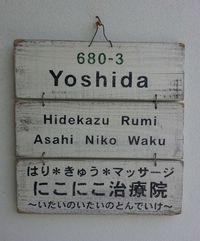 680-3
Yoshida
Hidekazu Rumi
Asahi Niko Waku
はり*きゅう*マッサージ
にこにこ治療院
〜いたいのいたいのとんでいけ〜